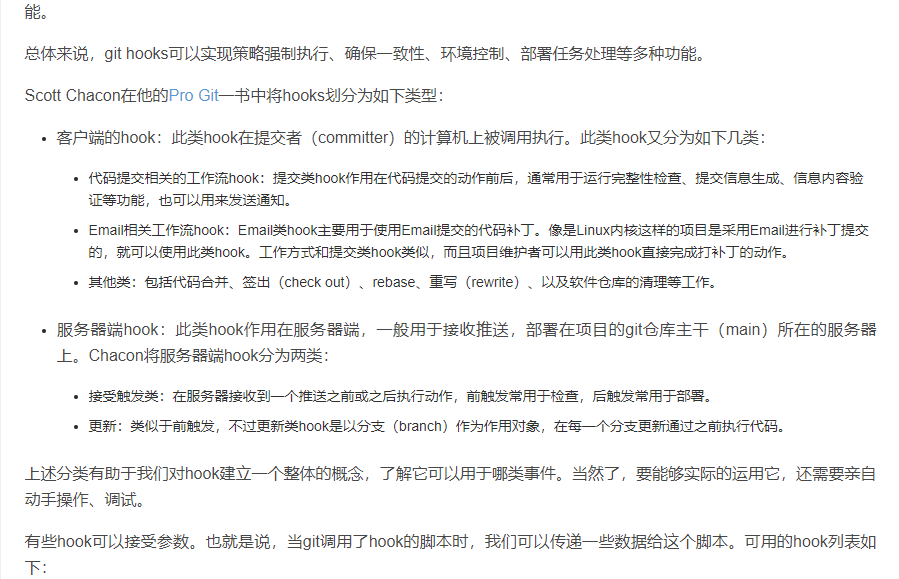 能。
总体来说，git hooks可以实现策略强制执行、确保一致性、环境控制、部署任务处理等多种功能。
Scott Chacon在他的Pro Git一书中将hooks划分为如下类型：
客户端的hook：此类hook在提交者（committer）的计算机上被调用执行。此类hook又分为如下几类：
代码提交相关的工作流hook：提交类hook作用在代码提交的动作前后，通常用于运行完整性检查、提交信息生成、信息内容验
证等功能，也可以用来发送通知。
Email相关工作流hook：Email类hook主要用于使用Email提交的代码补丁。像是Linux内核这样的项目是采用Email进行补丁提交
的，就可以使用此类hook。工作方式和提交类hook类似，而且项目维护者可以用此类hook直接完成打补丁的动作。
其他类：包括代码合并、签出（check out）、rebase、重写（rewrite）、以及软件仓库的清理等工作。
服务器端hook：此类hook作用在服务器端，一般用于接收推送，部署在项目的git仓库主干（main）所在的服务器
上。Chacon将服务器端hook分为两类：
接受触发类：在服务器接收到一个推送之前或之后执行动作，前触发常用于检查，后触发常用于部署。
更新：类似于前触发，不过更新类hook是以分支（branch）作为作用对象，在每一个分支更新通过之前执行代码。
上述分类有助于我们对hook建立一个整体的概念，了解它可以用于哪类事件。当然了，要能够实际的运用它，还需要亲自
动手操作、调试。
有些hook可以接受参数。也就是说，当git调用了hook的脚本时，我们可以传递一些数据给这个脚本。可用的hook列表如
下：